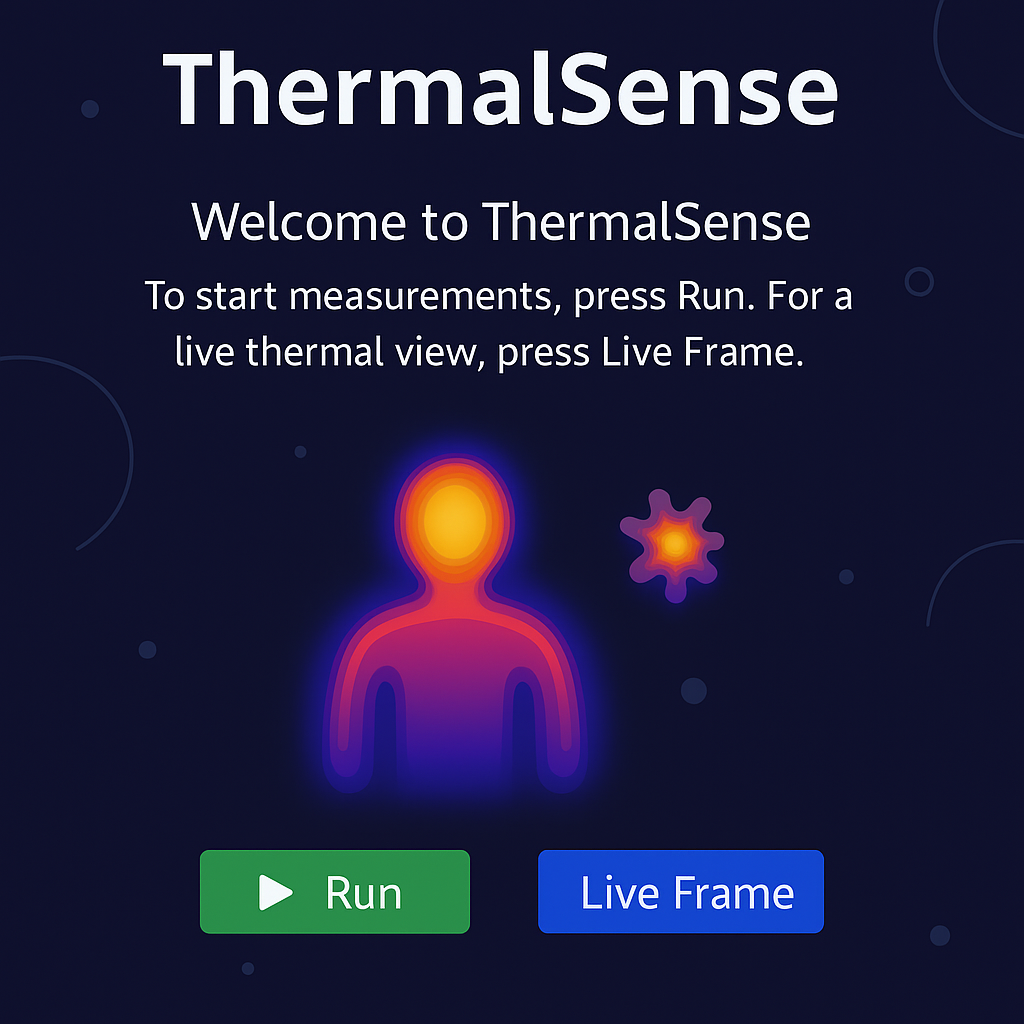 ThermalSense
Welcome to ThermalSense
To start measurements, press Run. For a
live thermal view, press Live Frame.
Run
Live Frame